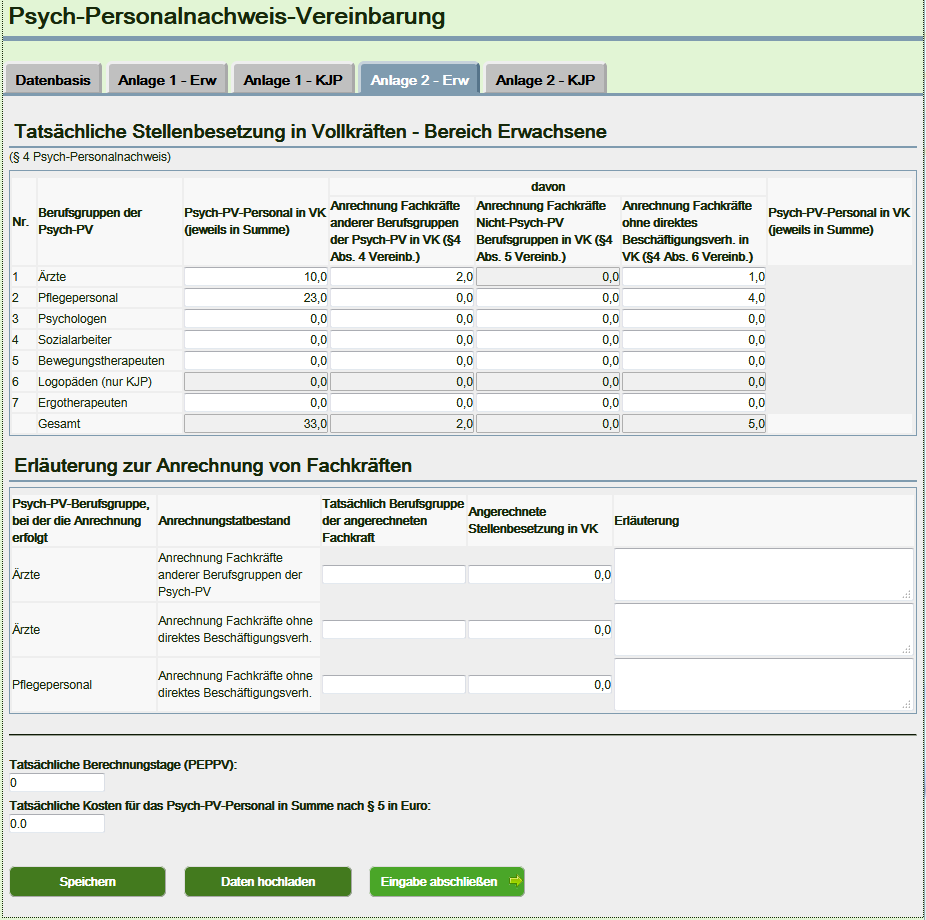 Psych-Personalnachweis-Vereinbarung
Datenbasis Anlage 1 - Erw Anlage 1 - KJP Anlage 2 - Erw Anlage 2 - KJP
Tatsächliche Stellenbesetzung in Vollkräften - Bereich Erwachsene
(§ 4 Psych-Personalnachweis)
Nr.
Berufsgruppen der
Psych-PV
Psych-PV-Personal in VK
(jeweils in Summe)
davon
Anrechnung Fachkräfte
anderer Berufsgruppen
der Psych-PV in VK (§4
Abs. 4 Vereinb.)
Anrechnung Fachkräfte
Nicht-Psych-PV
Berufsgruppen in VK (§4
Abs. 5 Vereinb.)
Anrechnung Fachkräfte
ohne direktes
Beschäftigungsverh. in
VK (§4 Abs. 6 Vereinb.)
Psych-PV-Personal in VK
(jeweils in Summe)
1 Ärzte 10,0 2,0 0,0 1,0
2 Pflegepersonal 23,0 0,0 0,0 4,0
3 Psychologen 0,0 0,0 0,0 0,0
4 Sozialarbeiter 0,0 0,0 0,0 0,0
5 Bewegungstherapeuten 0,0 0,0 0,0 0,0
6 Logopäden (nur KJP) 0,0 0,0 0,0 0,0
7 Ergotherapeuten 0,0 0,0 0,0 0,0
Gesamt 33,0 2,0 0,0 5,0
Erläuterung zur Anrechnung von Fachkräften
Psych-PV-Berufsgruppe,
bei der die Anrechnung
erfolgt
Anrechnungstatbestand
Tatsächlich Berufsgruppe
der angerechneten
Fachkraft
Angerechnete
Stellenbesetzung in VK
Erläuterung
Ärzte
Anrechnung Fachkräfte
anderer Berufsgruppen der
Psych-PV
0,0
Ärzte
Anrechnung Fachkräfte ohne
direktes Beschäftigungsverh.
0,0
Pflegepersonal
Anrechnung Fachkräfte ohne
direktes Beschäftigungsverh.
0,0
Tatsächliche Berechnungstage (PEPPV):
0
Tatsächliche Kosten für das Psych-PV-Personal in Summe nach § 5 in Euro:
0.0
Speichern Daten hochladen Eingabe abschließen